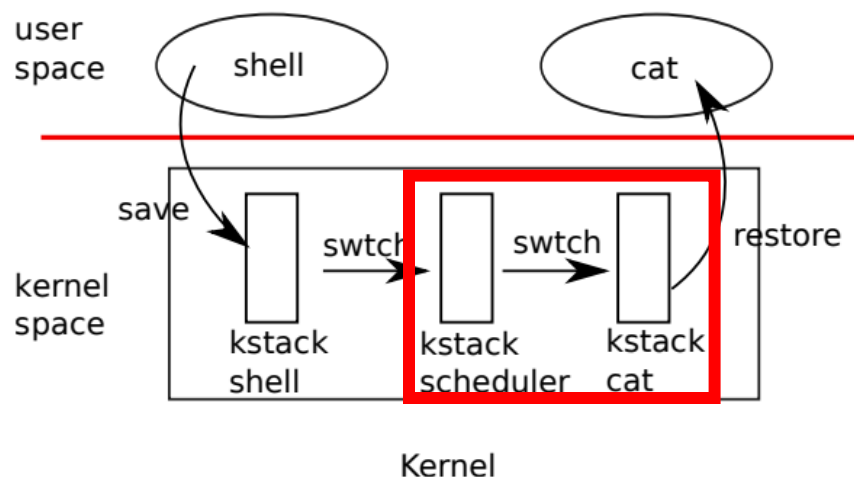 user
space
shell
cat
save
swtch
swtch
restore
kernel
space
kstack
shell
kstack
scheduler
kstack
cat
Kernel